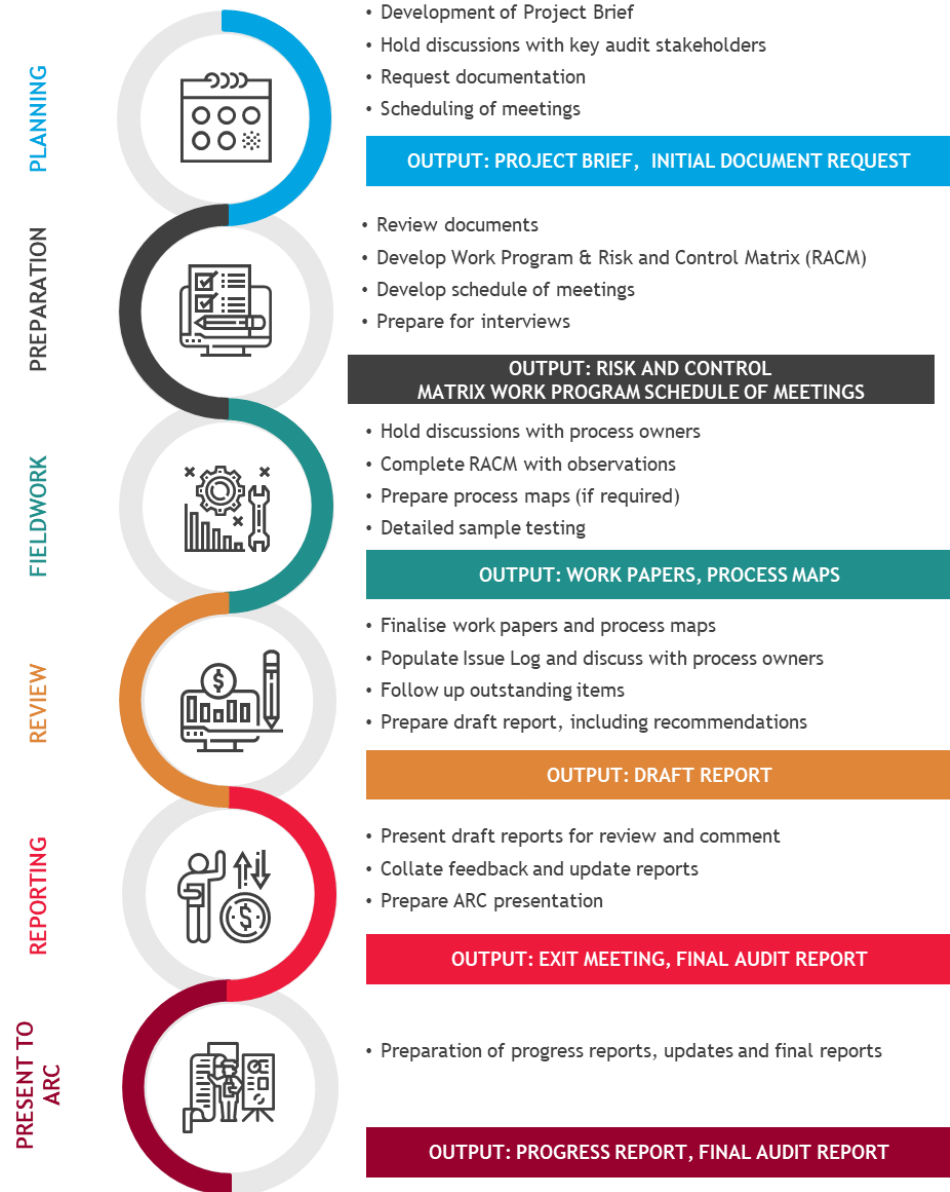 PLANNING
• Development of Project Brief
• Hold discussions with key audit stakeholders
• Request documentation
• Scheduling of meetings
OUTPUT: PROJECT BRIEF, INITIAL DOCUMENT REQUEST
PREPARATION
• Review documents
• Develop Work Program & Risk and Control Matrix (RACM)
• Develop schedule of meetings
• Prepare for interviews
OUTPUT: RISK AND CONTROL
MATRIX WORK PROGRAM SCHEDULE OF MEETINGS
FIELDWORK
• Hold discussions with process owners
• Complete RACM with observations
• Prepare process maps (if required)
• Detailed sample testing
OUTPUT: WORK PAPERS, PROCESS MAPS
REVIEW
• Finalise work papers and process maps
• Populate Issue Log and discuss with process owners
• Follow up outstanding items
• Prepare draft report, including recommendations
OUTPUT: DRAFT REPORT
REPORTING
• Present draft reports for review and comment
• Collate feedback and update reports
• Prepare ARC presentation
OUTPUT: EXIT MEETING, FINAL AUDIT REPORT
PRESENT TO
ARC
• Preparation of progress reports, updates and final reports
OUTPUT: PROGRESS REPORT, FINAL AUDIT REPORT